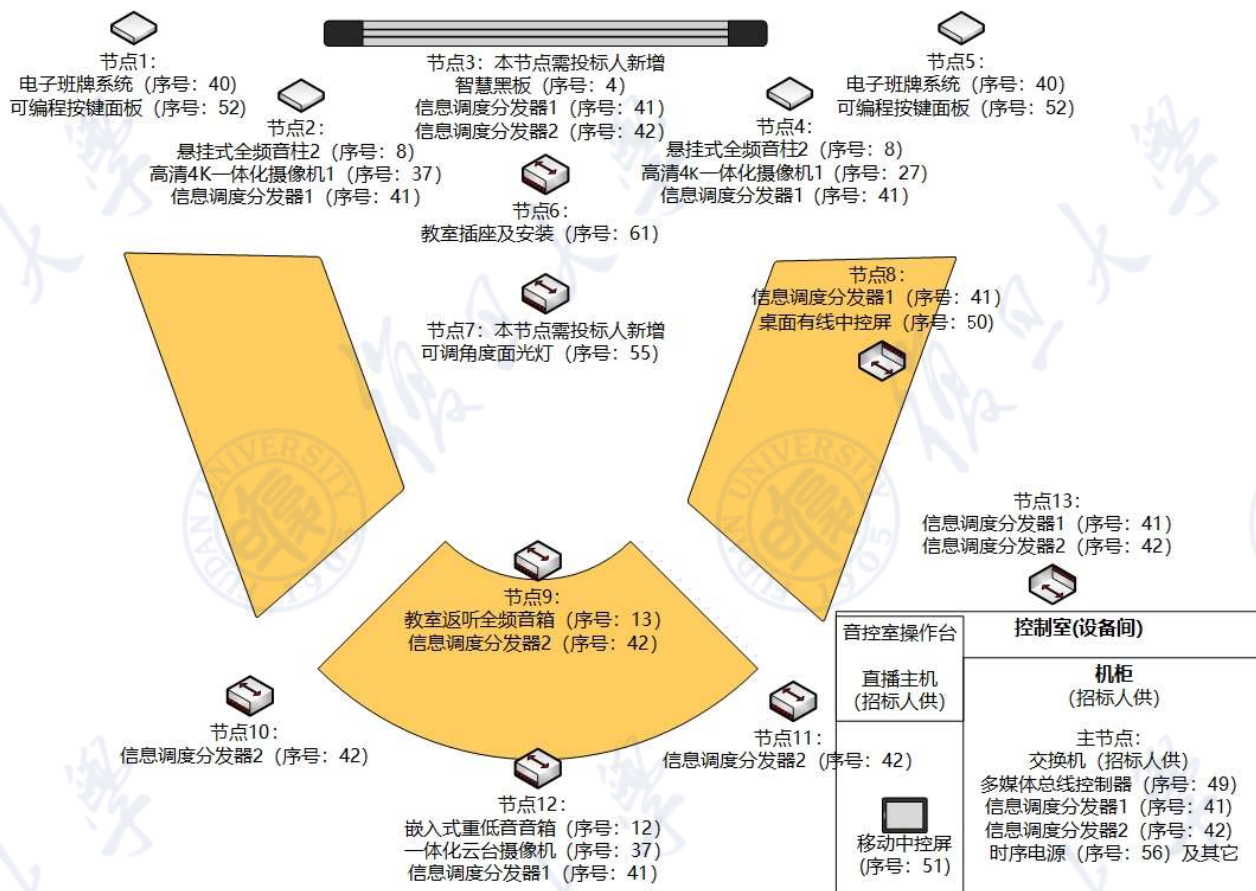 节点1:
电子班牌系统（序号：40）
可编程按键面板（序号：52）
节点2:
悬挂式全频音柱2（序号：8）
高清4K一体化摄像机1（序号：37）
信息调度分发器1（序号：41）
节点3：本节点需投标人新增
智慧黑板（序号：4）
信息调度分发器1（序号：41）
信息调度分发器2（序号：42）
节点4:
悬挂式全频音柱2（序号：8）
高清4K一体化摄像机1（序号：27）
信息调度分发器1（序号：41）
节点5:
电子班牌系统（序号：40）
可编程按键面板（序号：52）
节点6:
教室插座及安装（序号：61）
节点7：本节点需投标人新增
可调角度面光灯（序号：55）
节点8:
信息调度分发器1（序号：41）
桌面有线中控屏（序号：50）
节点9:
教室返听全频音箱（序号：13）
信息调度分发器2（序号：42）
节点10:
信息调度分发器2（序号：42）
节点11:
信息调度分发器2（序号：42）
节点12:
嵌入式重低音音箱（序号：12）
一体化云台摄像机（序号：37）
信息调度分发器1（序号：41）
节点13:
信息调度分发器1（序号：41）
信息调度分发器2（序号：42）
音控室操作台
直播主机
(招标人供)
移动中控屏
(序号：51)
控制室(设备间)
机柜
(招标人供)
主节点：
交换机（招标人供）
多媒体总线控制器（序号：49）
信息调度分发器1（序号：41）
信息调度分发器2（序号：42）
时序电源（序号：56）及其它